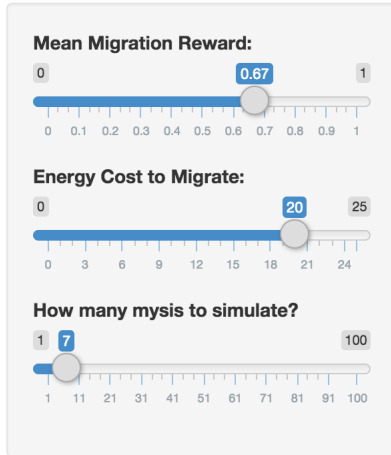 Mean Migration Reward:
0 0.67 1
0 0.1 0.2 0.3 0.4 0.5 0.6 0.7 0.8 0.9 1
Energy Cost to Migrate:
0 20 25
0 3 6 9 12 15 18 21 24
How many mysis to simulate?
1 7 100
1 11 21 31 41 51 61 71 81 91 100